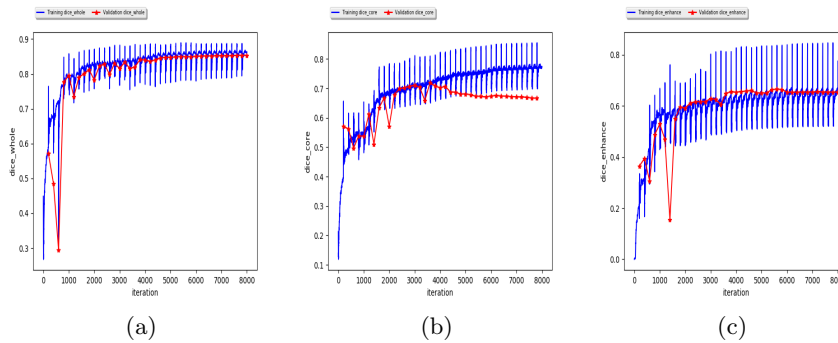 Training dice_whole Validation dice_whole
dice_whole
0.9
0.8
0.7
0.6
0.5
0.4
0.3
0 1000 2000 3000 4000 5000 6000 7000 8000
iteration
(a)
Training dice_core Validation dice_core
dice_core
0.8
0.7
0.6
0.5
0.4
0.3
0.2
0.1
0 1000 2000 3000 4000 5000 6000 7000 8000
iteration
(b)
Training dice_enhance Validation dice_enhance
dice_enhance
0.8
0.6
0.4
0.2
0.0
0 1000 2000 3000 4000 5000 6000 7000 800
iteration
(c)